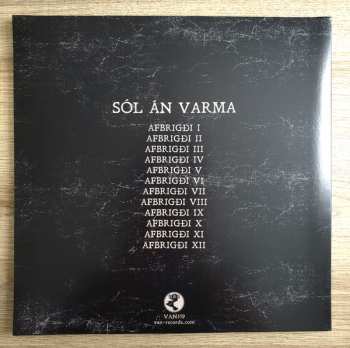 SÓL ÁN VARMA
AFBRIGÐI I
AFBRIGÐI II
AFBRIGÐI III
AFBRIGÐI IV
AFBRIGÐI V
AFBRIGÐI VI
AFBRIGÐI VII
AFBRIGÐI VIII
AFBRIGÐI IX
AFBRIGÐI X
AFBRIGÐI XI
AFBRIGÐI XII
van-records.com